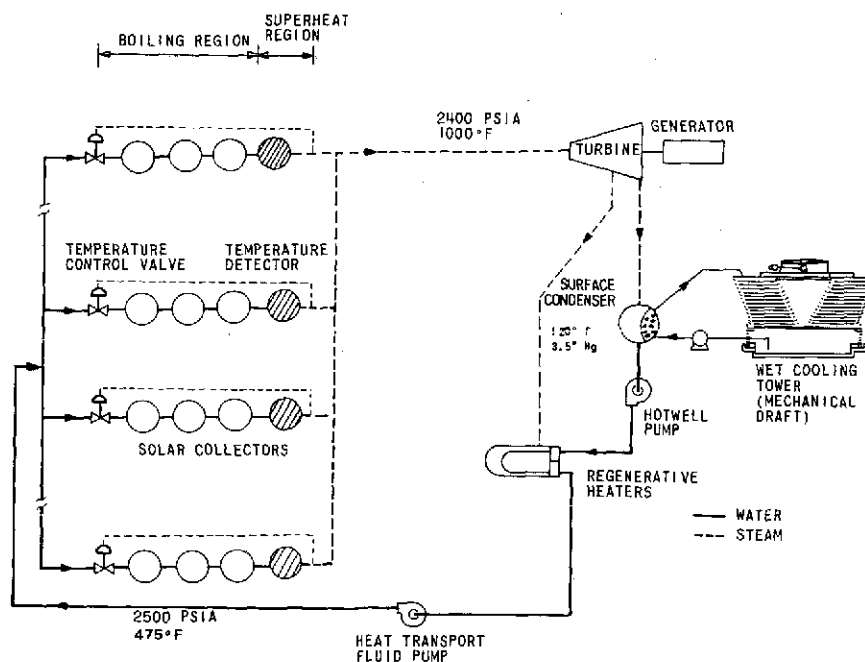 SUPERHEAT
REGION
BOILING REGION
2400 PSIA
1000°F
GENERATOR
TURBINE
TEMPERATURE
CONTROL VALVE
TEMPERATURE
DETECTOR
SURFACE
CONDENSER
120° F
3.5" Hg
WET COOLING
TOWER
(MECHANICAL
DRAFT)
HOTWELL
PUMP
SOLAR COLLECTORS
REGENERATIVE
HEATERS
WATER
STEAM
2500 PSIA
475°F
HEAT TRANSPORT
FLUID PUMP